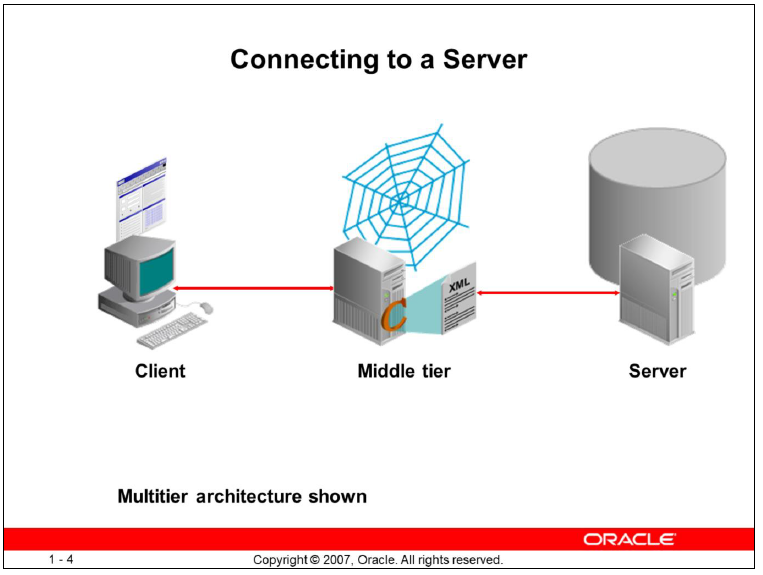 Connecting to a Server
XML
C
Client
Middle tier
Server
Multitier architecture shown
ORACLE
1 - 4
Copyright © 2007, Oracle. All rights reserved.